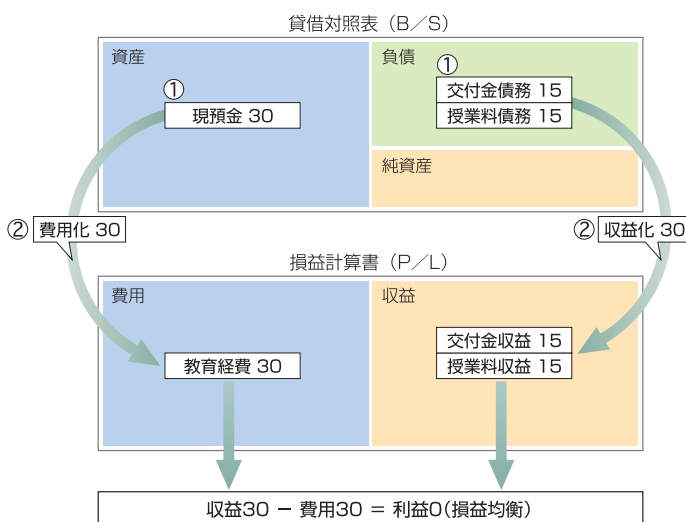 貸借対照表（B／S）
資産
①
現預金 30
負債
①
交付金債務 15
授業料債務 15
純資産
② 費用化 30
② 収益化 30
損益計算書（P／L）
費用
教育経費 30
収益
交付金収益 15
授業料収益 15
収益30 － 費用30 ＝ 利益0（損益均衡）